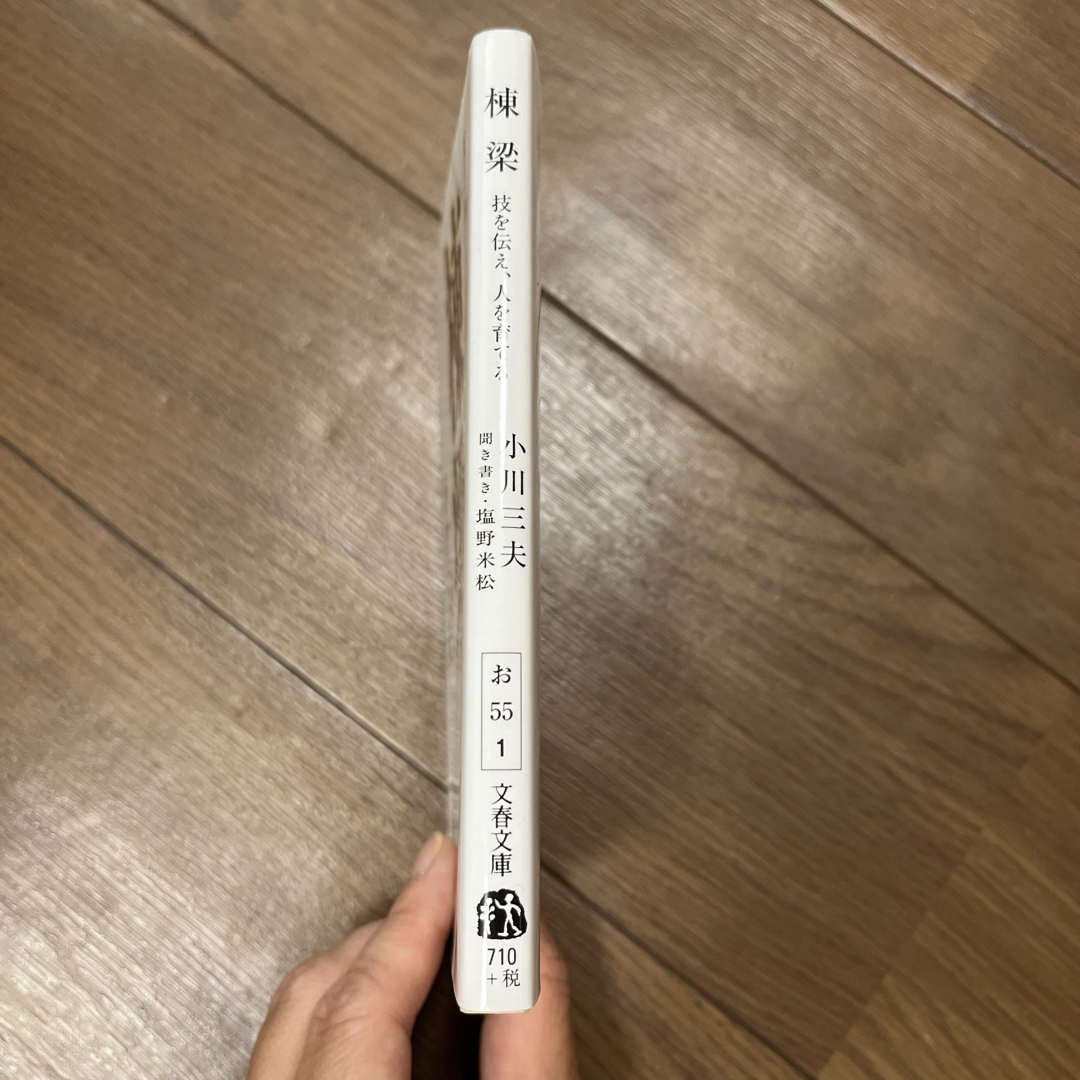 棟梁
技を伝え、人を育てる
小川三夫
聞き書き・塩野米松
お
55
1
文春文庫
710
+税